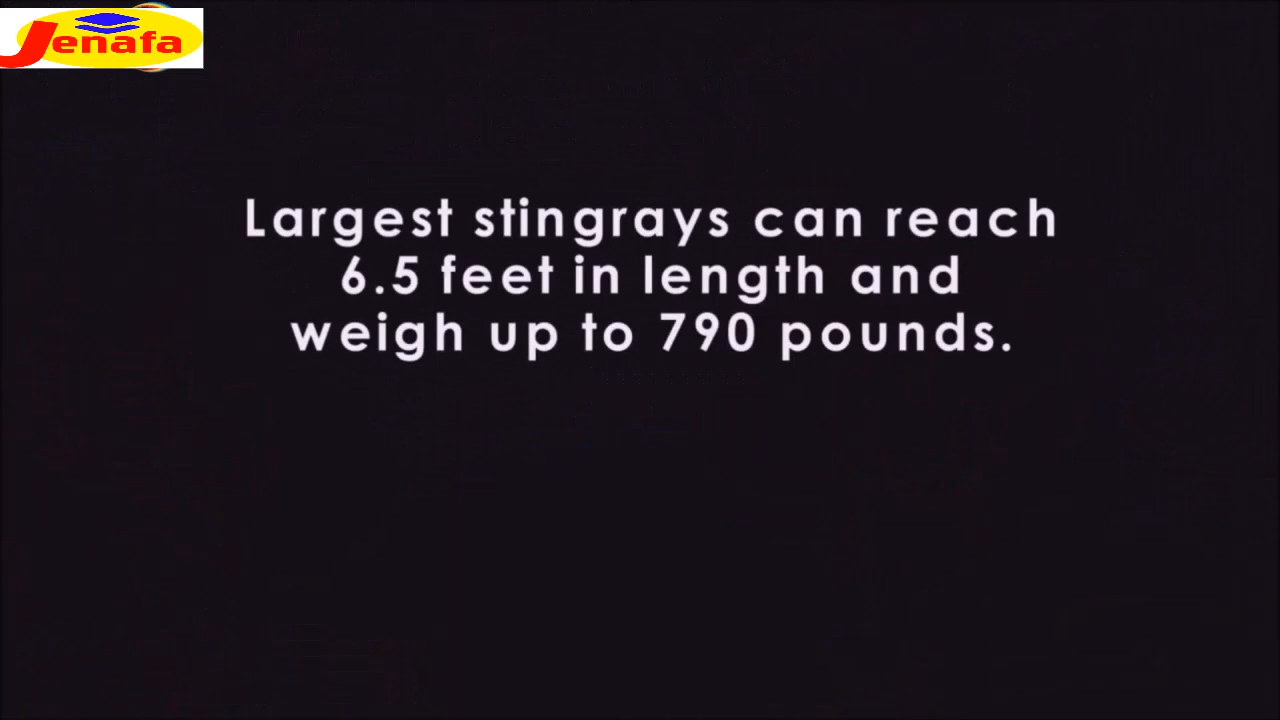 Jenafa
Largest stingrays can reach
6.5 feet in length and
weigh up to 790 pounds.